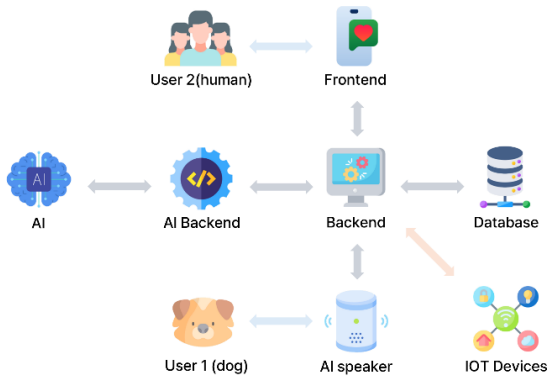 User 2(human)
Frontend
AI
AI
AI Backend
Backend
Database
User 1 (dog)
AI speaker
IOT Devices